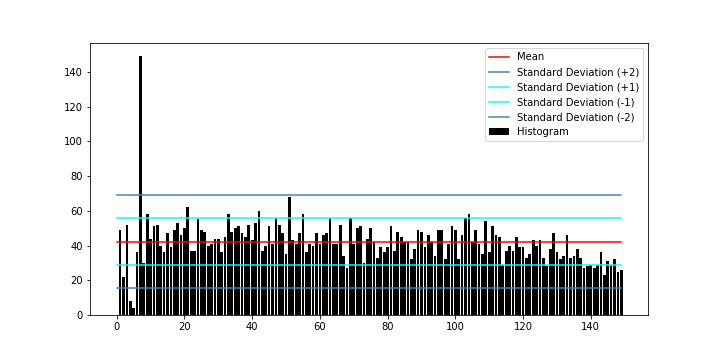 Mean
Standard Deviation (+2)
Standard Deviation (+1)
Standard Deviation (-1)
Standard Deviation (-2)
Histogram
140
120
100
80
60
40
20
0
0 20 40 60 80 100 120 140